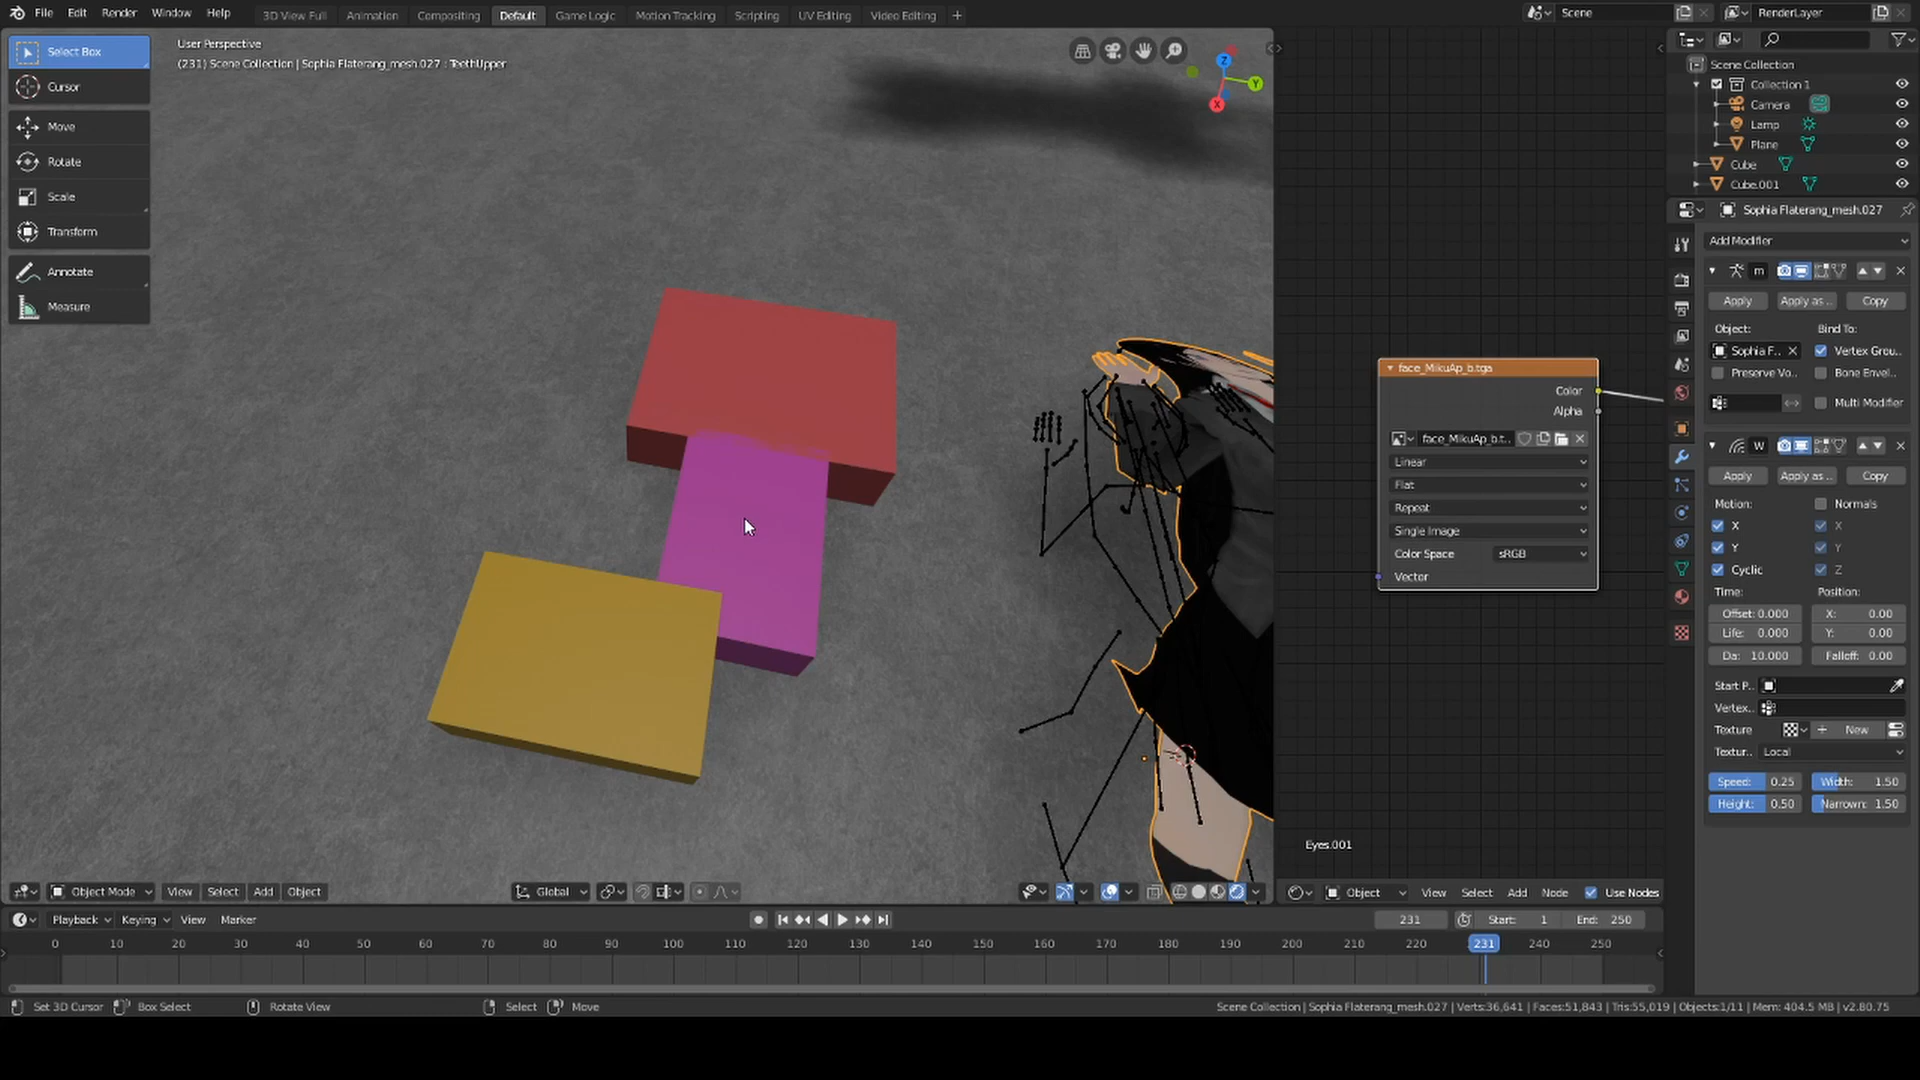 File Edit Render Window Help 3D View Full Animation Compositing Default Game Logic Motion Tracking Scripting UV Editing Video Editing + Scene RenderLayer
Select Box
Cursor
Move
Rotate
Scale
Transform
Annotate
Measure
User Perspective
(231) Scene Collection | Sophia Flaterang_mesh.027 : TeethUpper
Z
Y
X
face_MikuAp_b.tga
Color
Alpha
face_MikuAp_b.t..
Linear
Flat
Repeat
Single Image
Color Space sRGB
Vector
Eyes.001
Scene Collection
Collection 1
Camera
Lamp
Plane
Cube
Cube.001
Sophia Flaterang_mesh.027
Add Modifier
m
Apply Apply as .. Copy
Object: Bind To:
Sophia F.. Vertex Grou..
Preserve Vo.. Bone Envel..
Multi Modifier
W
Apply Apply as .. Copy
Motion: Normals
X X
Y Y
Cyclic Z
Time: Position:
Offset: 0.000 X: 0.00
Life: 0.000 Y: 0.00
Da: 10.000 Falloff: 0.00
Start P..
Vertex..
Texture + New
Textur.. Local
Speed: 0.25 Width: 1.50
Height: 0.50 Narrown: 1.50
Object Mode View Select Add Object Global
Object View Select Add Node Use Nodes
Playback Keying View Marker 231 Start: 1 End: 250
0 10 20 30 40 50 60 70 80 90 100 110 120 130 140 150 160 170 180 190 200 210 220 231 240 250
Set 3D Cursor Box Select Rotate View Select Move Scene Collection | Sophia Flaterang_mesh.027 | Verts:36,641 | Faces:51,843 | Tris:55,019 | Objects:1/11 | Mem: 404.5 MB | v2.80.75